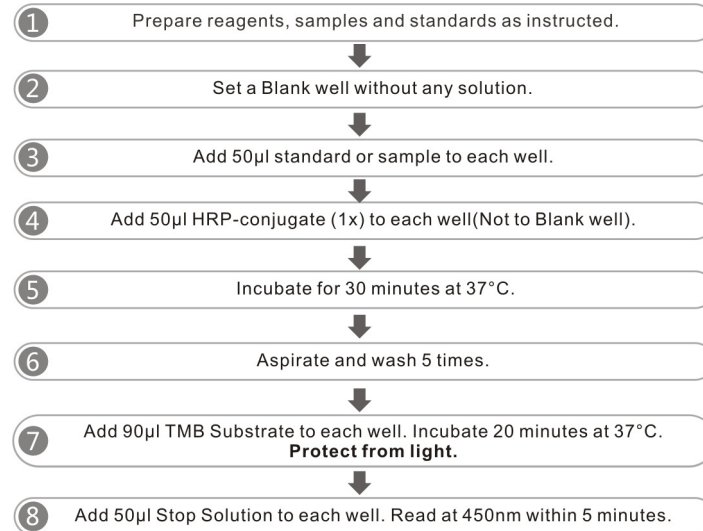 1 Prepare reagents, samples and standards as instructed.
2 Set a Blank well without any solution.
3 Add 50μl standard or sample to each well.
4 Add 50μl HRP-conjugate (1x) to each well(Not to Blank well).
5 Incubate for 30 minutes at 37°C.
6 Aspirate and wash 5 times.
7 Add 90μl TMB Substrate to each well. Incubate 20 minutes at 37°C.
Protect from light.
8 Add 50μl Stop Solution to each well. Read at 450nm within 5 minutes.